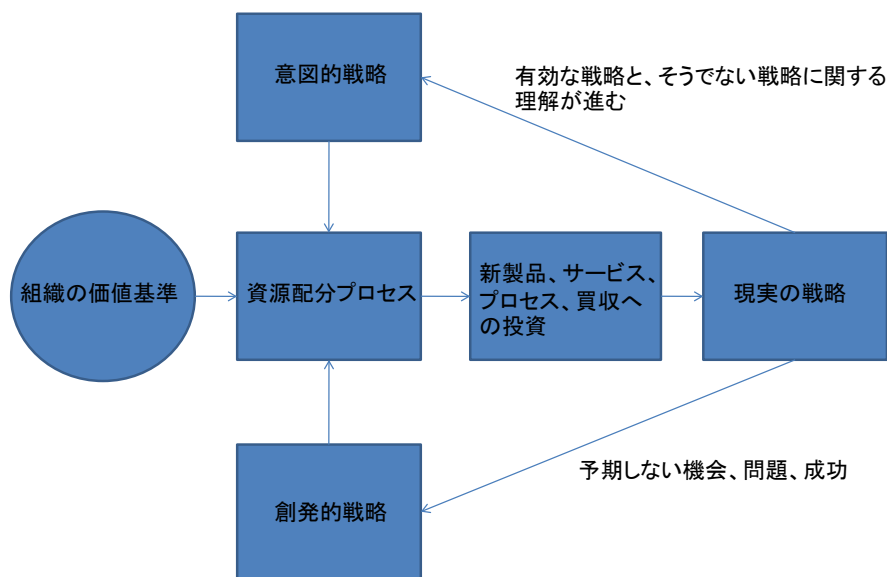 意図的戦略
有効な戦略と、そうでない戦略に関する
理解が進む
組織の価値基準
資源配分プロセス
新製品、サービス、
プロセス、買収へ
の投資
現実の戦略
予期しない機会、問題、成功
創発的戦略